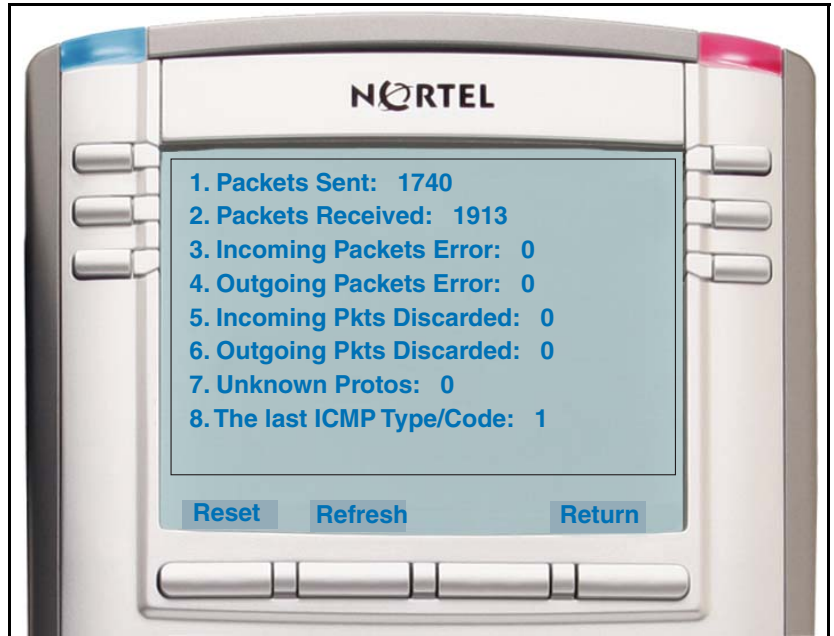 NORTEL
1. Packets Sent: 1740
2. Packets Received: 1913
3. Incoming Packets Error: 0
4. Outgoing Packets Error: 0
5. Incoming Pkts Discarded: 0
6. Outgoing Pkts Discarded: 0
7. Unknown Protos: 0
8. The last ICMP Type/Code: 1
Reset Refresh Return